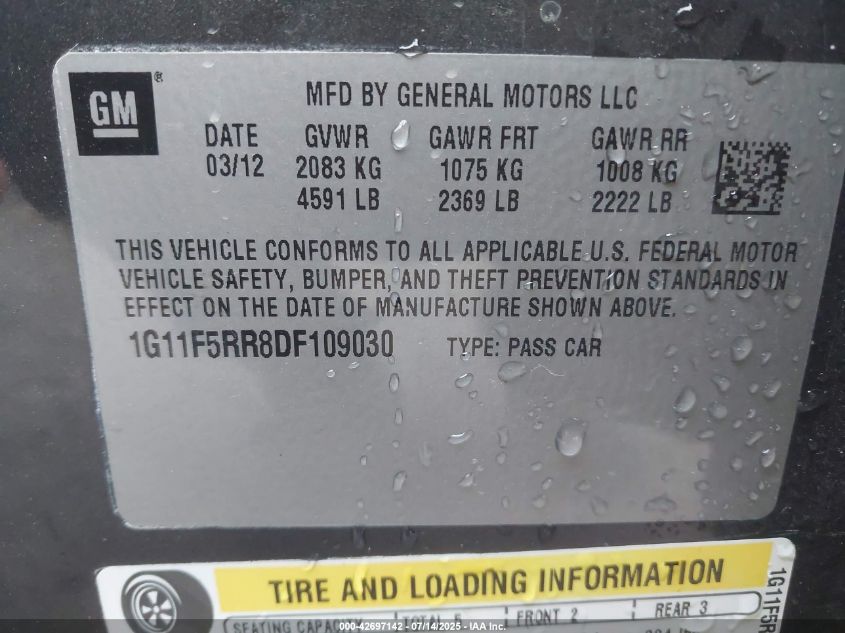 GM ®
MFD BY GENERAL MOTORS LLC
DATE GVWR GAWR FRT GAWR RR
03/12 2083 KG 1075 KG 1008 KG
4591 LB 2369 LB 2222 LB
THIS VEHICLE CONFORMS TO ALL APPLICABLE U.S. FEDERAL MOTOR
VEHICLE SAFETY, BUMPER, AND THEFT PREVENTION STANDARDS IN
EFFECT ON THE DATE OF MANUFACTURE SHOWN ABOVE.
1G11F5RR8DF109030 TYPE: PASS CAR
TIRE AND LOADING INFORMATION
1G11F5R
FRONT 2 REAR 3
000-42697142 - 07/14/2025 - IAAI.COM